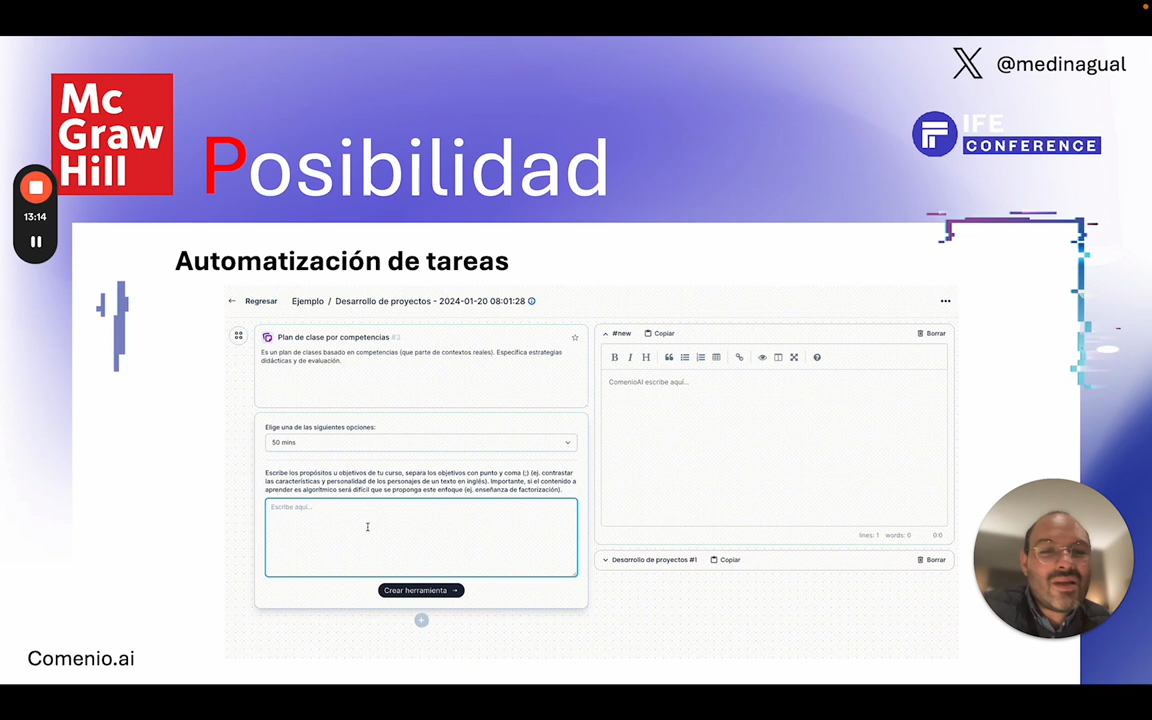 @medinagual
Mc
Graw
Hill
IFE
CONFERENCE
Posibilidad
13:14
Automatización de tareas
← Regresar Ejemplo / Desarrollo de proyectos - 2024-01-20 08:01:28
Plan de clase por competencias #3
Es un plan de clases basado en competencias (que parte de contextos reales). Especifica estrategias
didácticas y de evaluación.
Elige una de las siguientes opciones:
50 mins
Escribe los propósitos u objetivos de tu curso, separa los objetivos con punto y coma (;) (ej. contrastar
las características y personalidad de los personajes de un texto en inglés). Importante, si el contenido a
aprender es algorítmico será difícil que se proponga este enfoque (ej. enseñanza de factorización).
Escribe aquí...
Crear herramienta →
#new Copiar Borrar
B I H
ComenioAI escribe aquí...
lines: 1 words: 0 0:0
Desarrollo de proyectos #1 Copiar Borrar
Comenio.ai